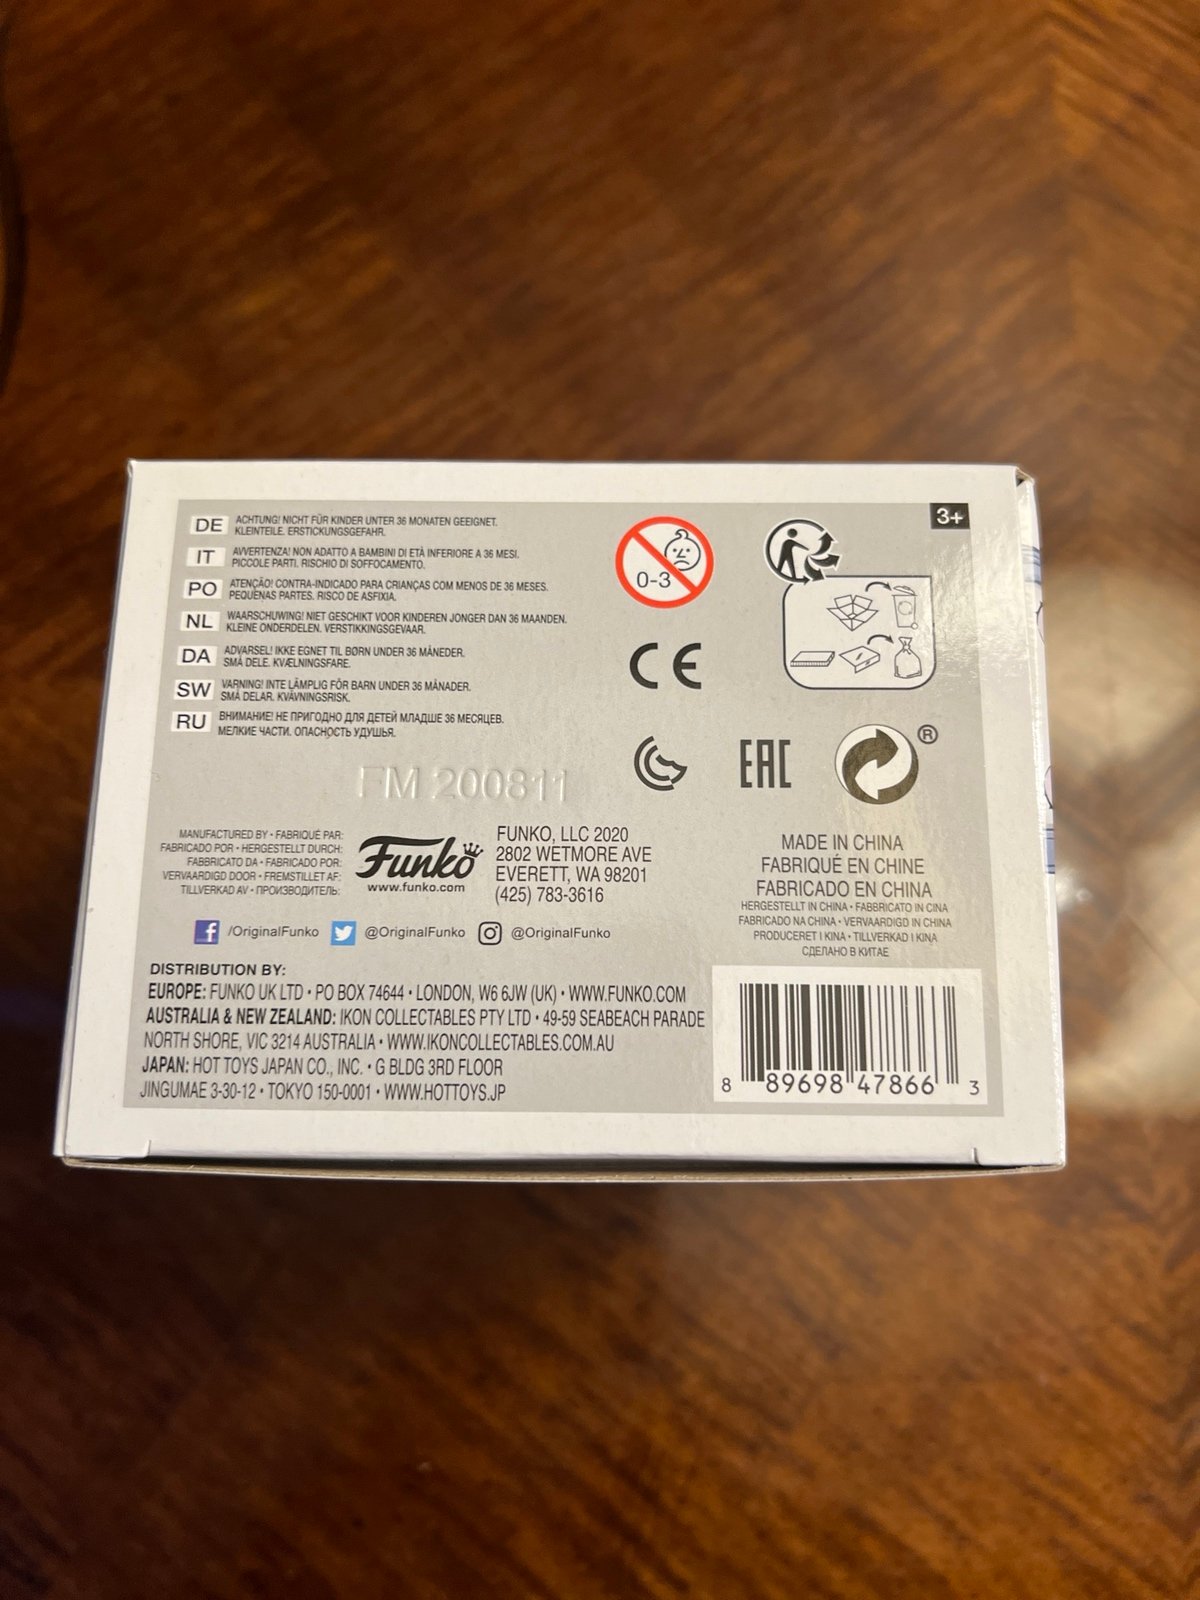 3+
DE ACHTUNG! NICHT FÜR KINDER UNTER 36 MONATEN GEEIGNET.
KLEINTEILE. ERSTICKUNGSGEFAHR.
IT AVVERTENZA! NON ADATTO A BAMBINI DI ETÀ INFERIORE A 36 MESI.
PICCOLE PARTI. RISCHIO DI SOFFOCAMENTO.
PO ATENÇÃO! CONTRA-INDICADO PARA CRIANÇAS COM MENOS DE 36 MESES.
PEQUENAS PARTES. RISCO DE ASFIXIA.
NL WAARSCHUWING! NIET GESCHIKT VOOR KINDEREN JONGER DAN 36 MAANDEN.
KLEINE ONDERDELEN. VERSTIKKINGSGEVAAR.
DA ADVARSEL! IKKE EGNET TIL BØRN UNDER 36 MÅNEDER.
SMÅ DELE. KVÆLNINGSFARE.
SW VARNING! INTE LÄMPLIG FÖR BARN UNDER 36 MÅNADER.
SMÅ DELAR. KVÄVNINGSRISK.
RU ВНИМАНИЕ! НЕ ПРИГОДНО ДЛЯ ДЕТЕЙ МЛАДШЕ 36 МЕСЯЦЕВ.
МЕЛКИЕ ЧАСТИ. ОПАСНОСТЬ УДУШЬЯ.
0-3
CE
EAC
®
FM 200811
MANUFACTURED BY • FABRIQUÉ PAR:
FABRICADO POR • HERGESTELLT DURCH:
FABBRICATO DA • FABRICADO POR:
VERVAARDIGD DOOR • FREMSTILLET AF:
TILLVERKAD AV • ПРОИЗВОДИТЕЛЬ:
Funko
www.funko.com
FUNKO, LLC 2020
2802 WETMORE AVE
EVERETT, WA 98201
(425) 783-3616
/OriginalFunko @OriginalFunko @OriginalFunko
MADE IN CHINA
FABRIQUÉ EN CHINE
FABRICADO EN CHINA
HERGESTELLT IN CHINA • FABBRICATO IN CINA
FABRICADO NA CHINA • VERVAARDIGD IN CHINA
PRODUCERET I KINA • TILLVERKAD I KINA
СДЕЛАНО В КИТАЕ
DISTRIBUTION BY:
EUROPE: FUNKO UK LTD • PO BOX 74644 • LONDON, W6 6JW (UK) • WWW.FUNKO.COM
AUSTRALIA & NEW ZEALAND: IKON COLLECTABLES PTY LTD • 49-59 SEABEACH PARADE
NORTH SHORE, VIC 3214 AUSTRALIA • WWW.IKONCOLLECTABLES.COM.AU
JAPAN: HOT TOYS JAPAN CO., INC. • G BLDG 3RD FLOOR
JINGUMAE 3-30-12 • TOKYO 150-0001 • WWW.HOTTOYS.JP
8 89698 47866 3